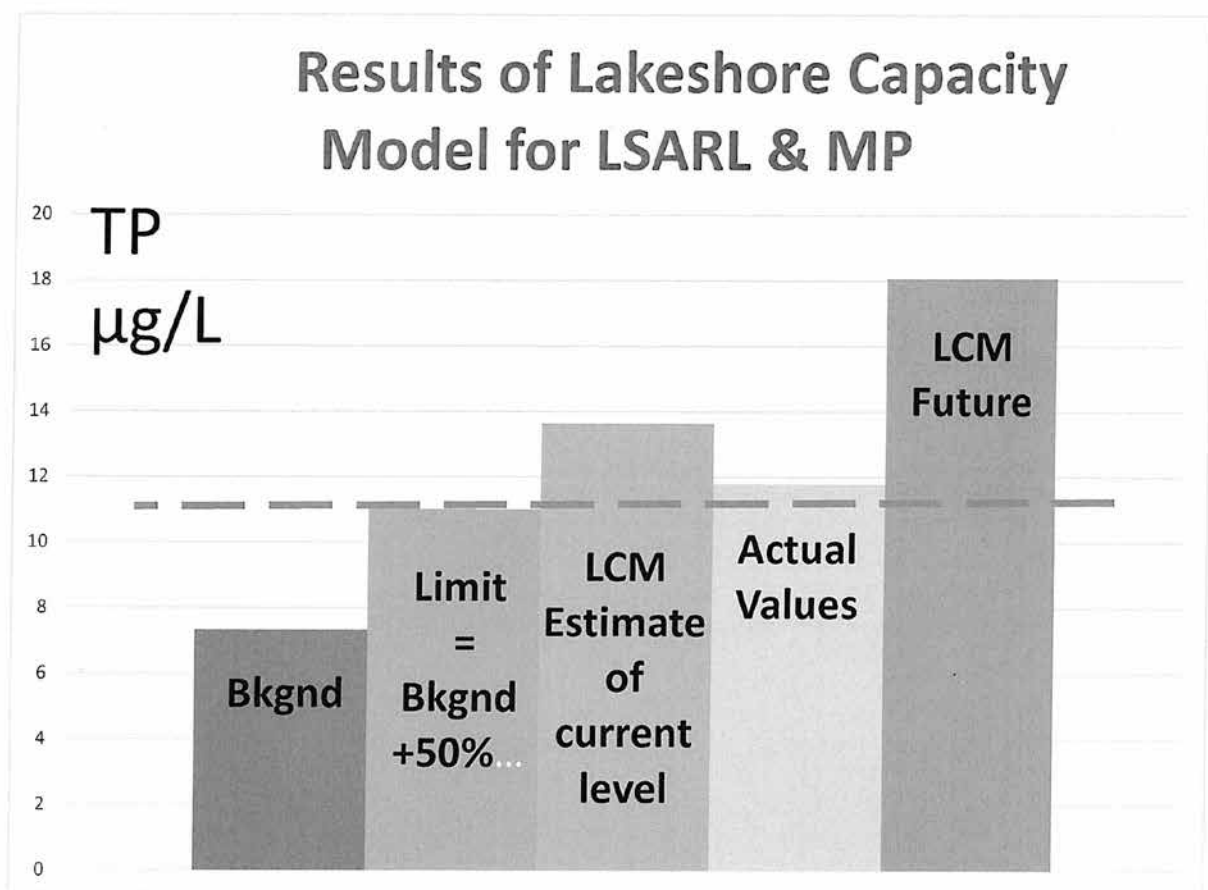 Results of Lakeshore Capacity
Model for LSARL & MP
TP
µg/L
20
18
16
14
12
10
8
6
4
2
0
Bkgnd
Limit
=
Bkgnd
+50%...
LCM
Estimate
of
current
level
Actual
Values
LCM
Future